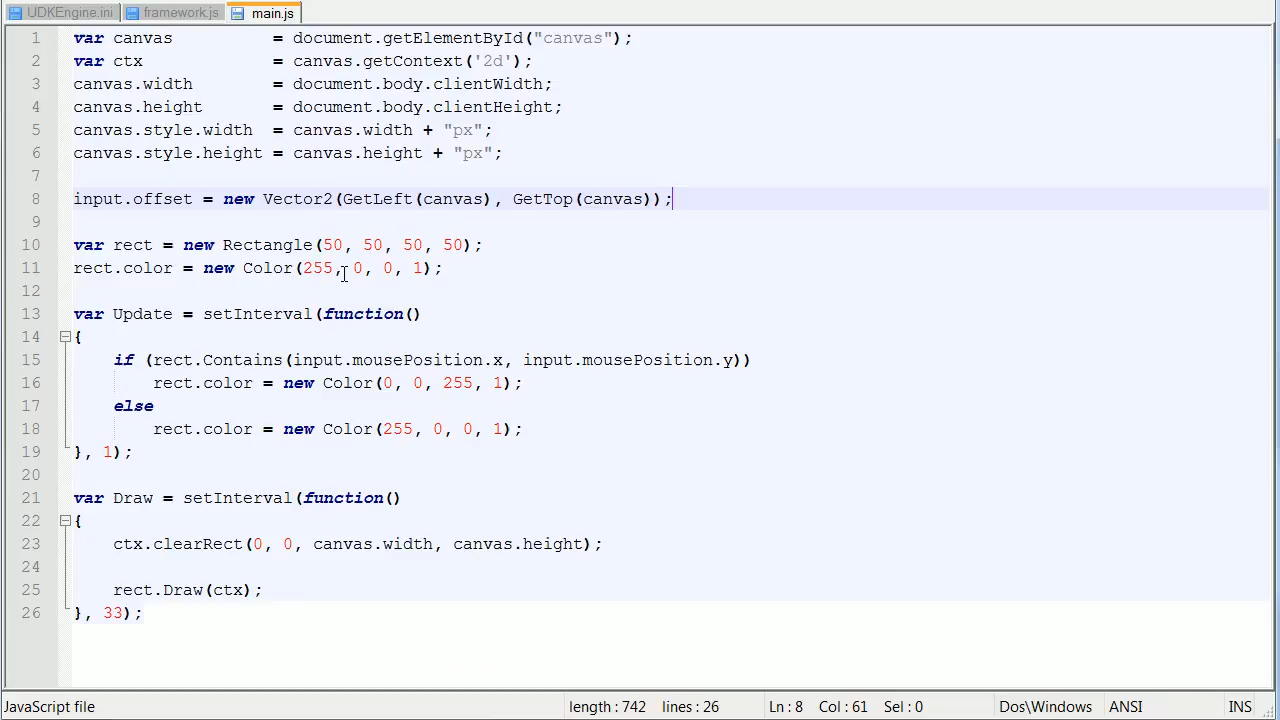 UDKEngine.ini framework.js main.js
1 var canvas = document.getElementById("canvas");
2 var ctx = canvas.getContext('2d');
3 canvas.width = document.body.clientWidth;
4 canvas.height = document.body.clientHeight;
5 canvas.style.width = canvas.width + "px";
6 canvas.style.height = canvas.height + "px";
7
8 input.offset = new Vector2(GetLeft(canvas), GetTop(canvas));
9
10 var rect = new Rectangle(50, 50, 50, 50);
11 rect.color = new Color(255, 0, 0, 1);
12
13 var Update = setInterval(function()
14 {
15 if (rect.Contains(input.mousePosition.x, input.mousePosition.y))
16 rect.color = new Color(0, 0, 255, 1);
17 else
18 rect.color = new Color(255, 0, 0, 1);
19 }, 1);
20
21 var Draw = setInterval(function()
22 {
23 ctx.clearRect(0, 0, canvas.width, canvas.height);
24
25 rect.Draw(ctx);
26 }, 33);
JavaScript file length : 742 lines : 26 Ln : 8 Col : 61 Sel : 0 Dos\Windows ANSI INS